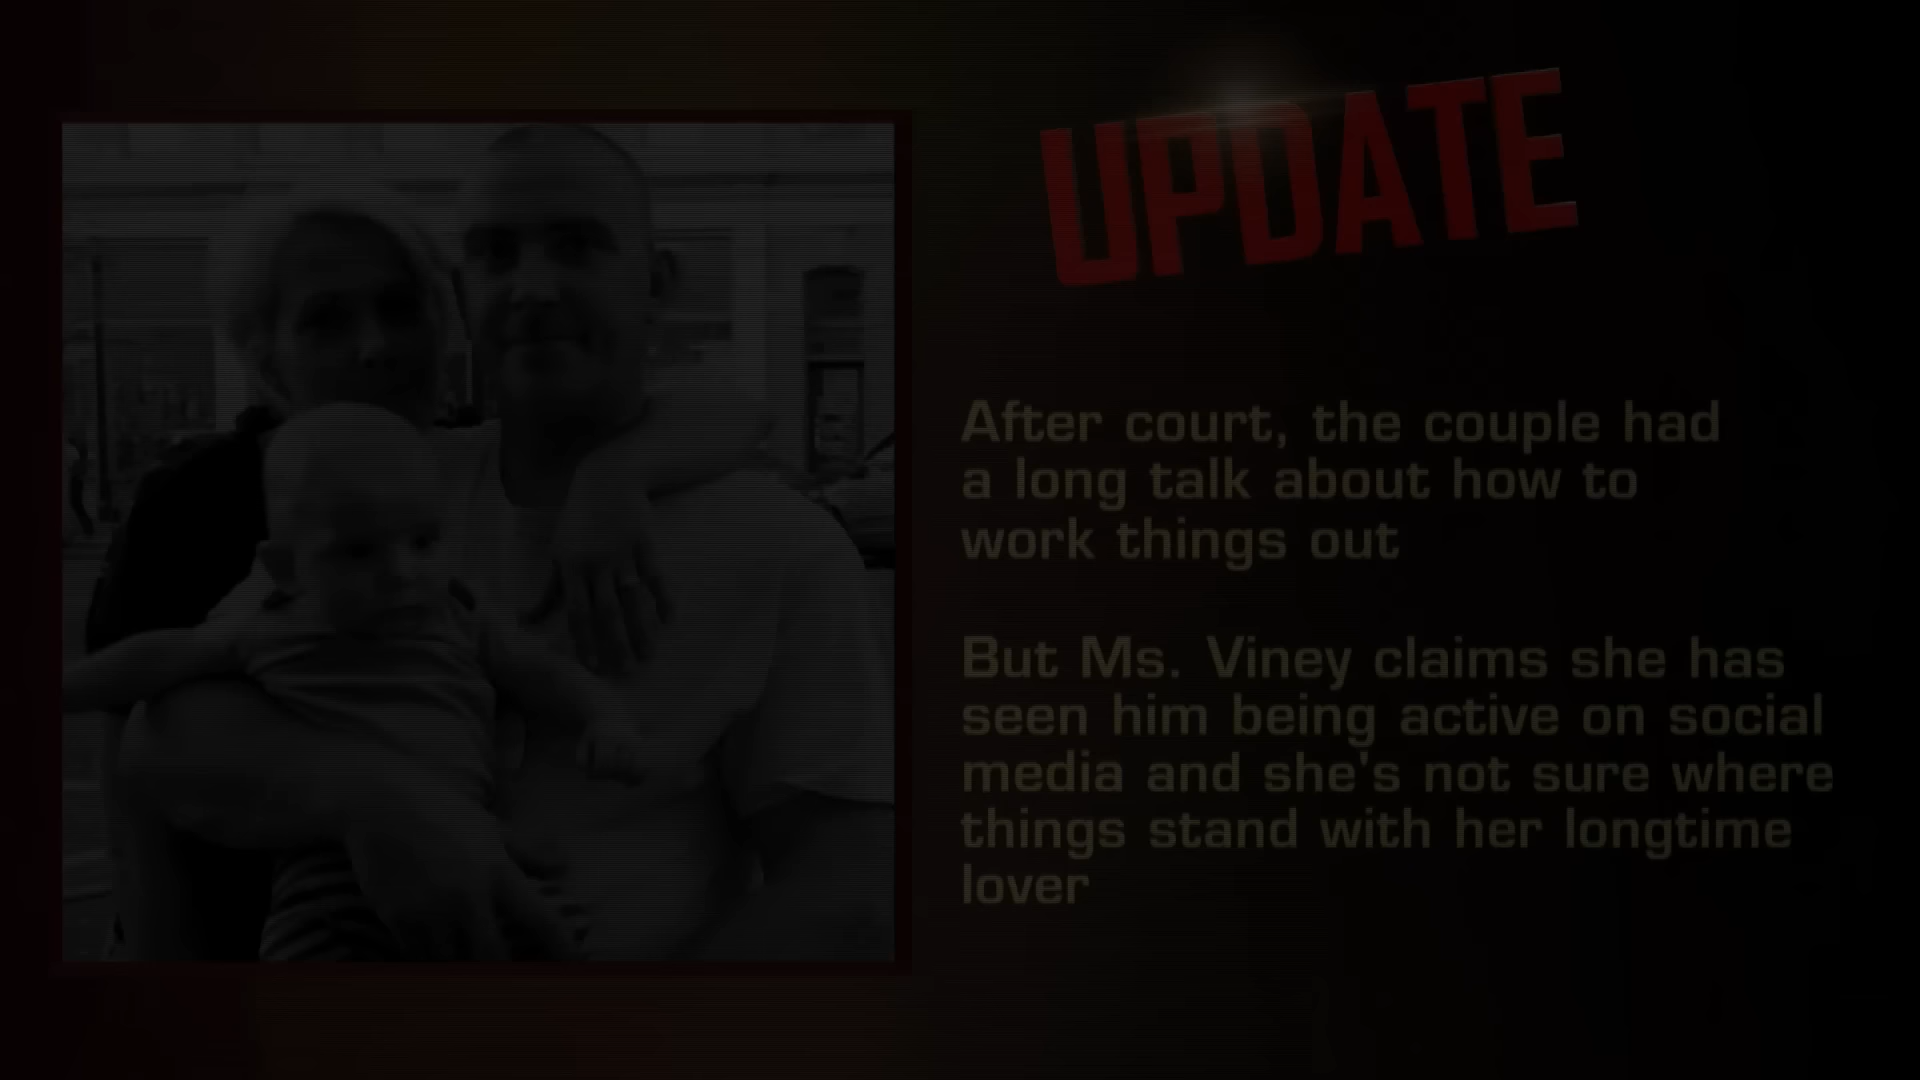 UPDATE
After court, the couple had
a long talk about how to
work things out
But Ms. Viney claims she has
seen him being active on social
media and she's not sure where
things stand with her longtime
lover